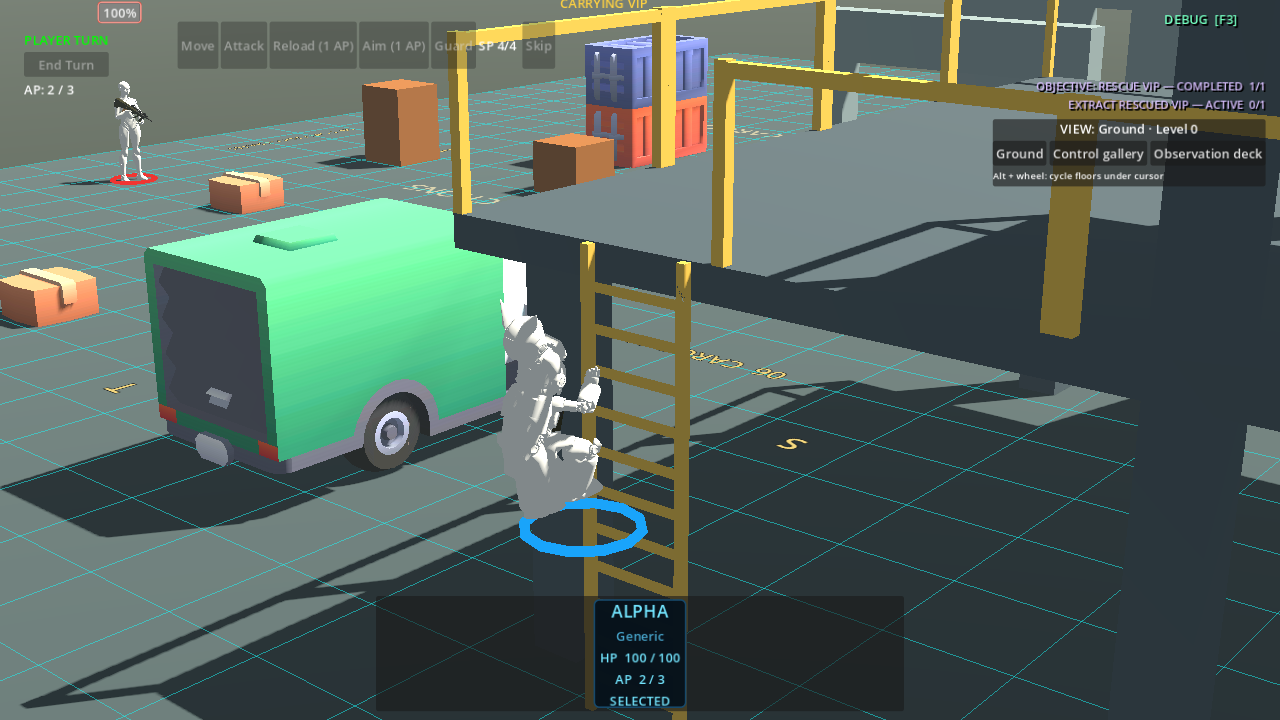 100%
CARRYING VIP
DEBUG [F3]
PLAYER TURN
End Turn
AP: 2 / 3
Move
Attack
Reload (1 AP)
Aim (1 AP)
Guard
SP 4/4
Skip
OBJECTIVE: RESCUE VIP — COMPLETED 1/1
EXTRACT RESCUED VIP — ACTIVE 0/1
VIEW: Ground · Level 0
Ground
Control gallery
Observation deck
Alt + wheel: cycle floors under cursor
S
ALPHA
Generic
HP 100 / 100
AP 2 / 3
SELECTED